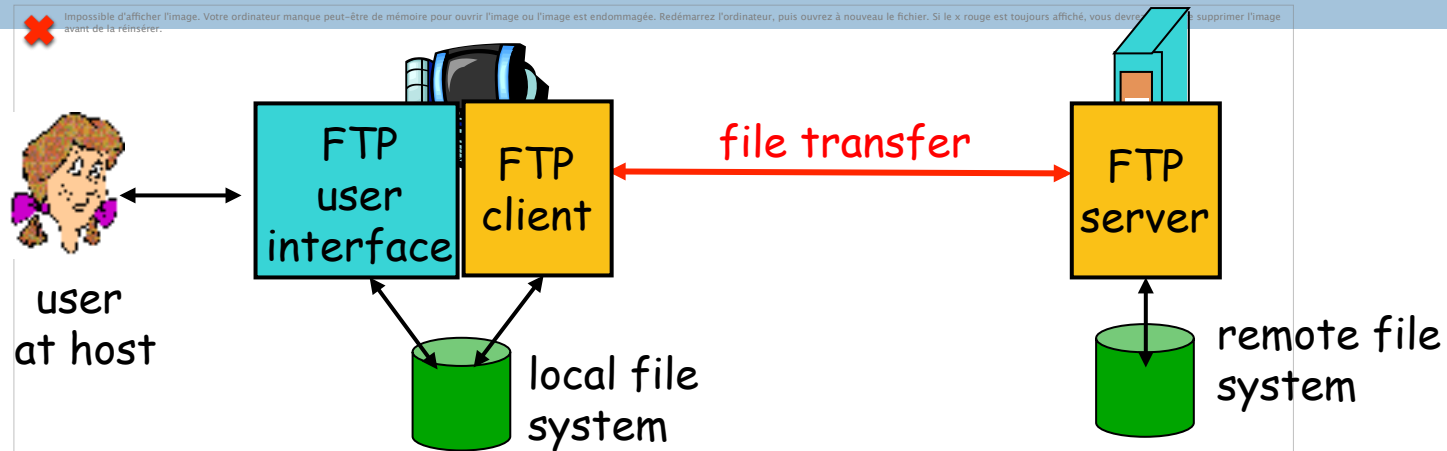 Impossible d'afficher l'image. Votre ordinateur manque peut-être de mémoire pour ouvrir l'image ou l'image est endommagée. Redémarrez l'ordinateur, puis ouvrez à nouveau le fichier. Si le x rouge est toujours affiché, vous devre supprimer l'image
avant de la réinsérer.
FTP
user
interface
FTP
client
file transfer
FTP
server
user
at host
local file
system
remote file
system